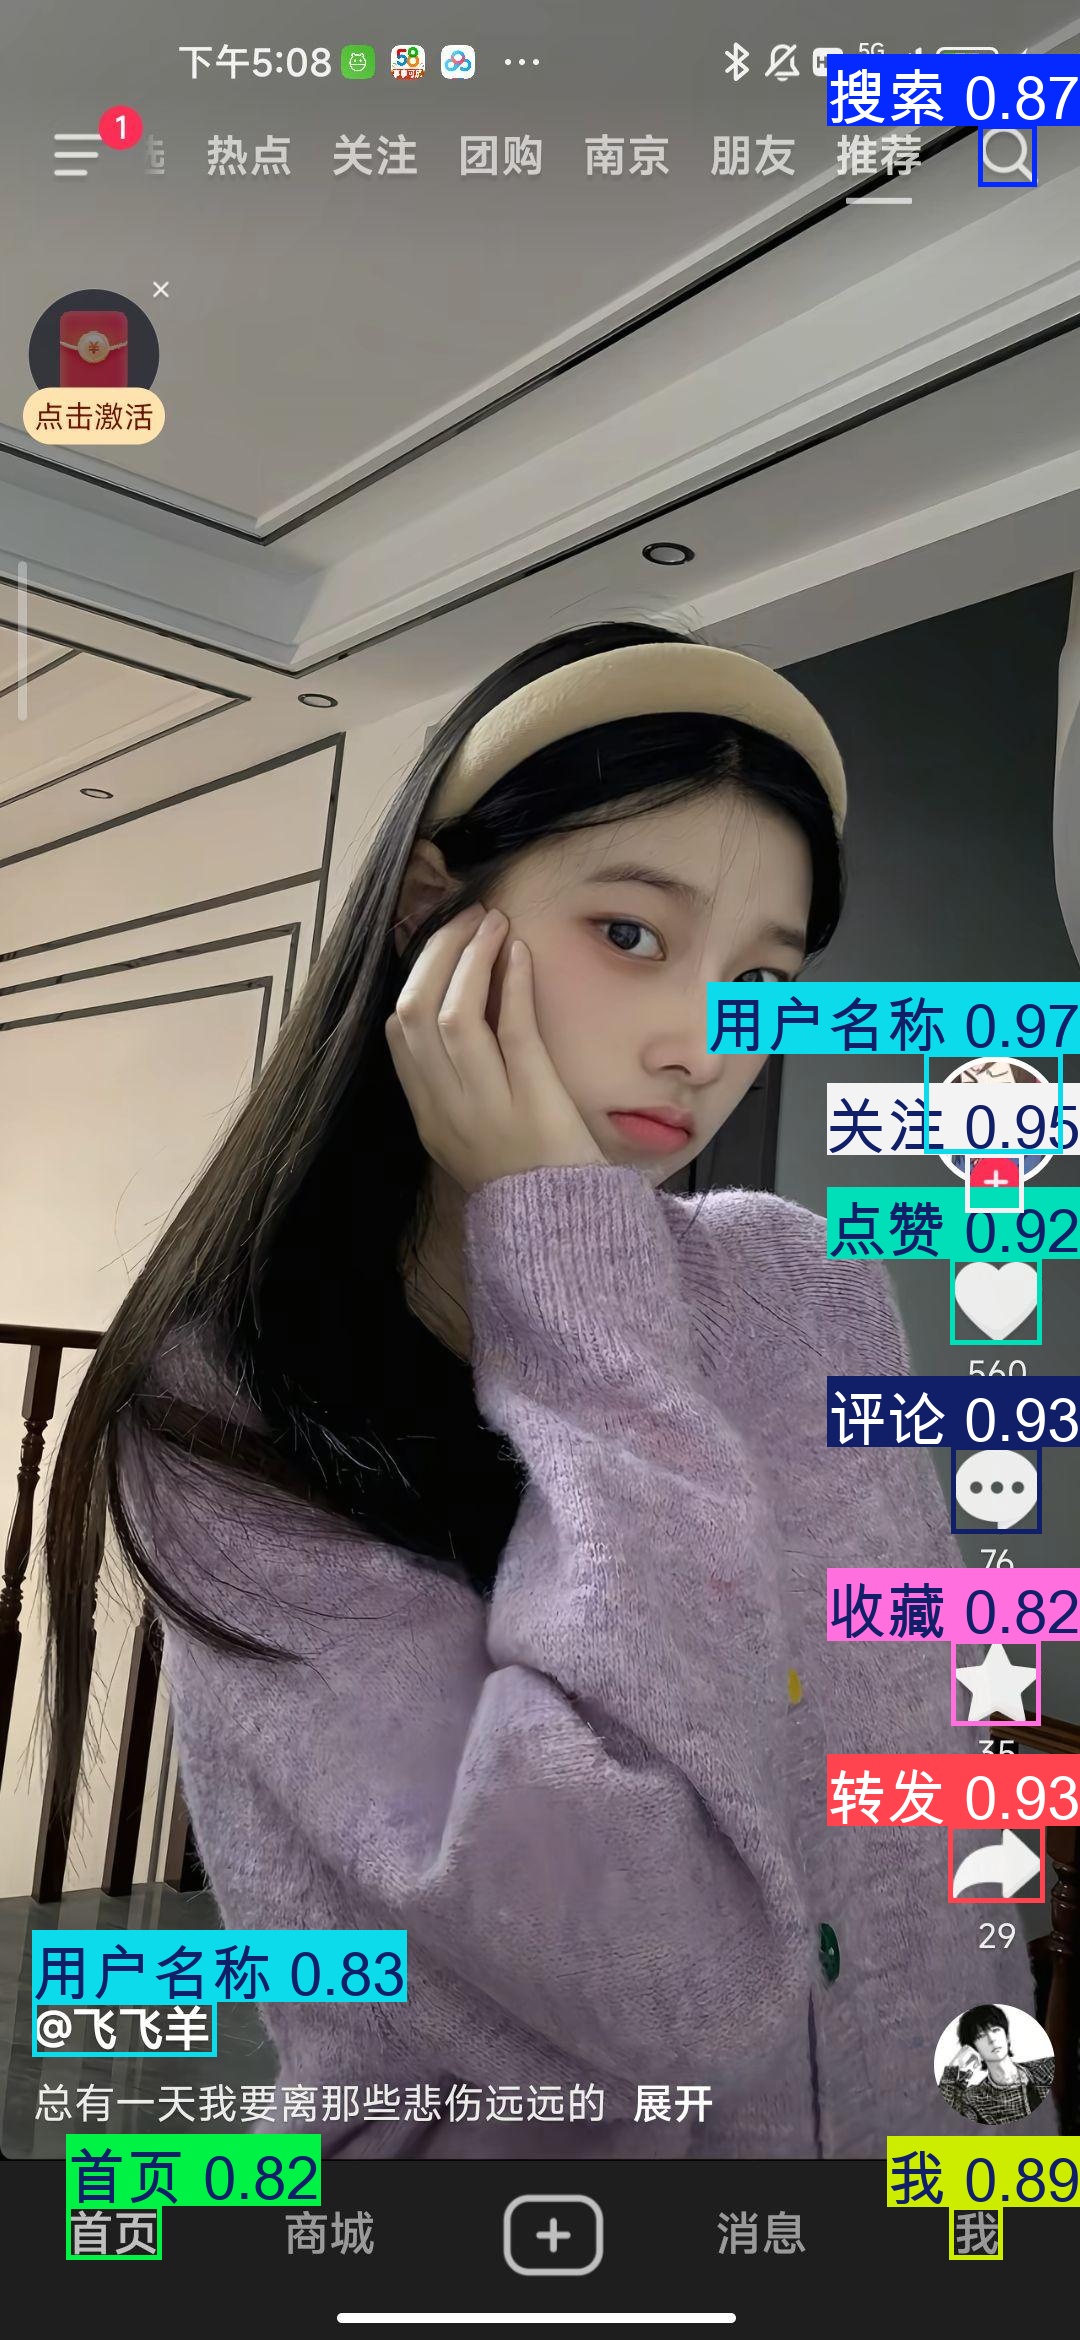 下午5:08
5G
搜索 0.87
1
热点 关注 团购 南京 朋友 推荐
点击激活
用户名称 0.97
关注 0.95
点赞 0.92
560
评论 0.93
76
收藏 0.82
35
转发 0.93
29
用户名称 0.83
@飞飞羊
总有一天我要离那些悲伤远远的 展开
首页 0.82
我 0.89
首页 商城 消息 我